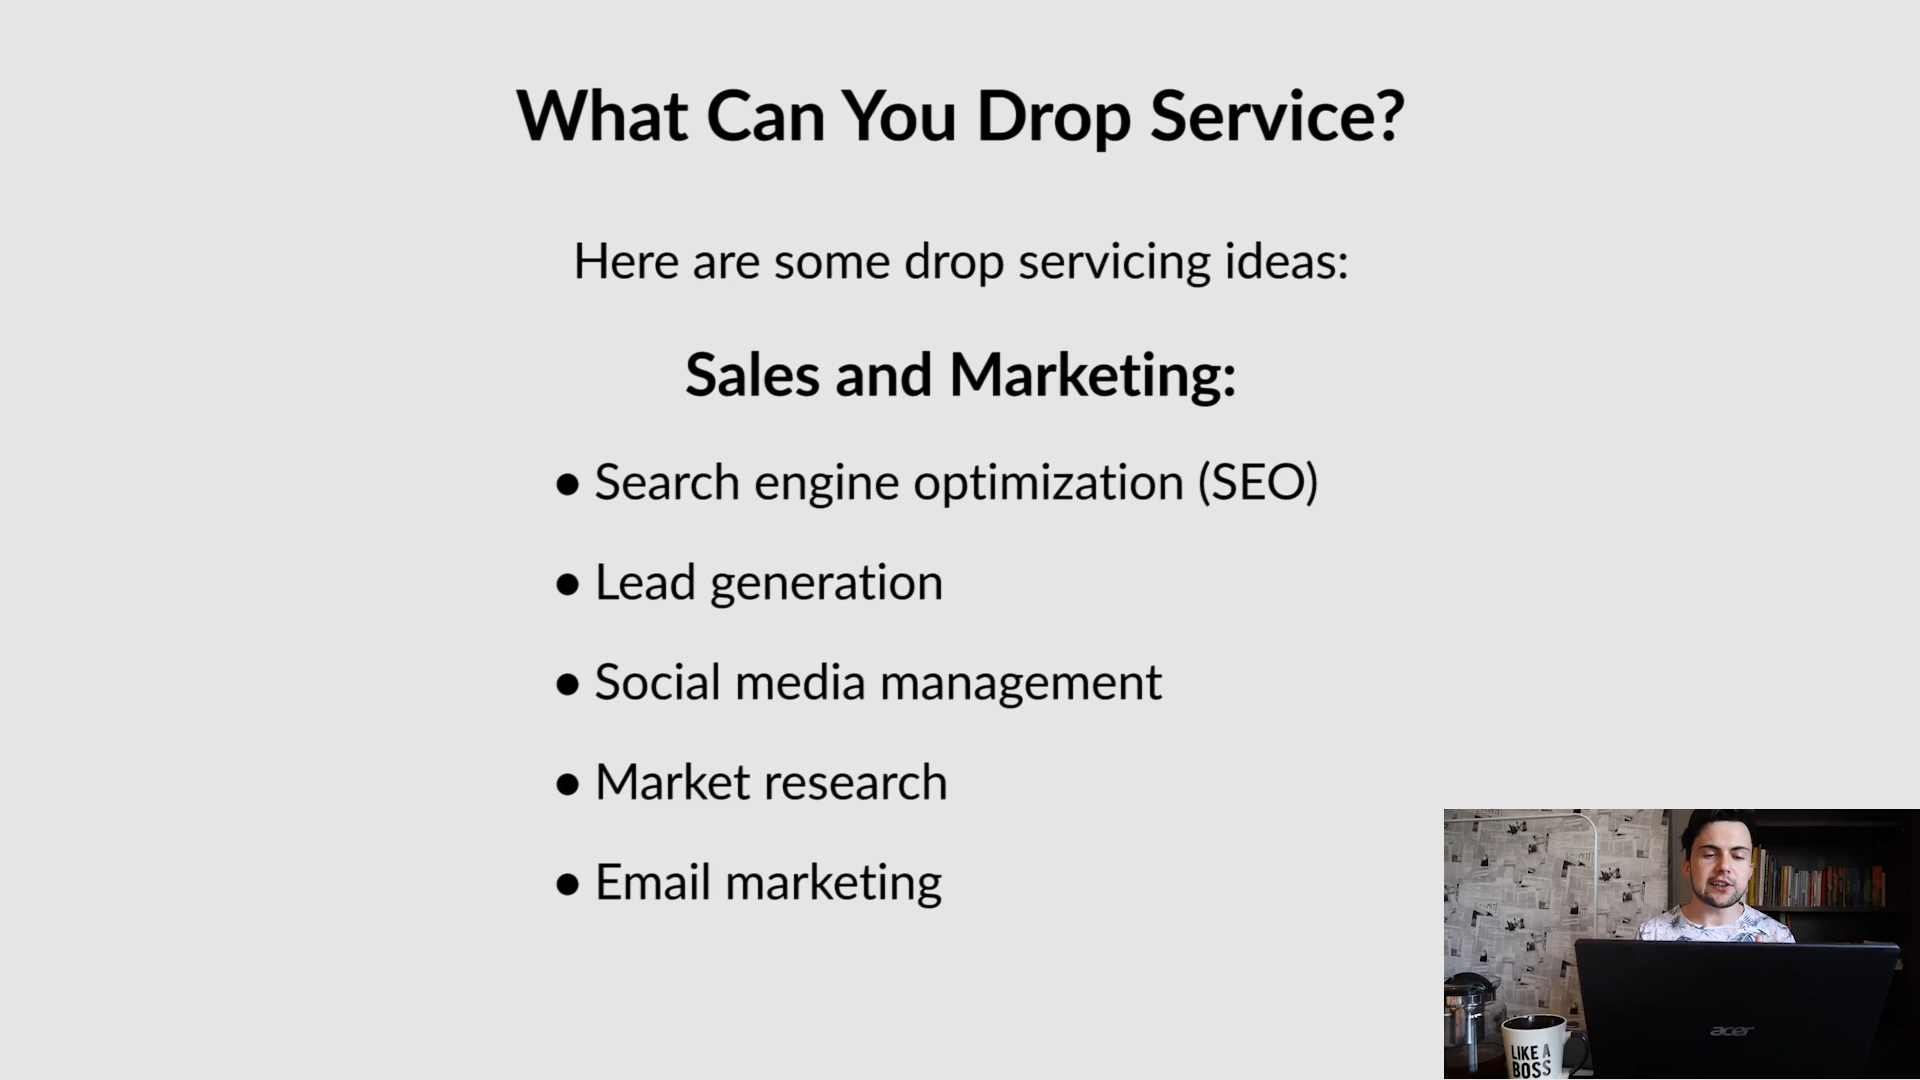 What Can You Drop Service?
Here are some drop servicing ideas:
Sales and Marketing:
● Search engine optimization (SEO)
● Lead generation
● Social media management
● Market research
● Email marketing
acer
LIKE A
BOSS